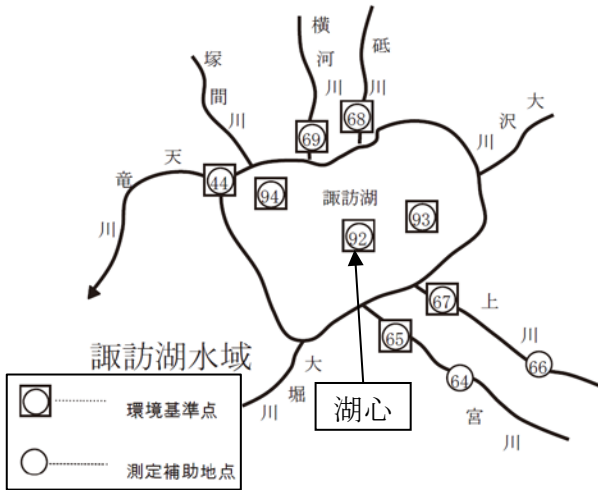 塚間川
横河川
砥川
大沢川
天竜川
69
68
44
94
諏訪湖
93
92
67
上川
65
66
64
宮川
諏訪湖水域
大堀川
湖心
環境基準点
測定補助地点